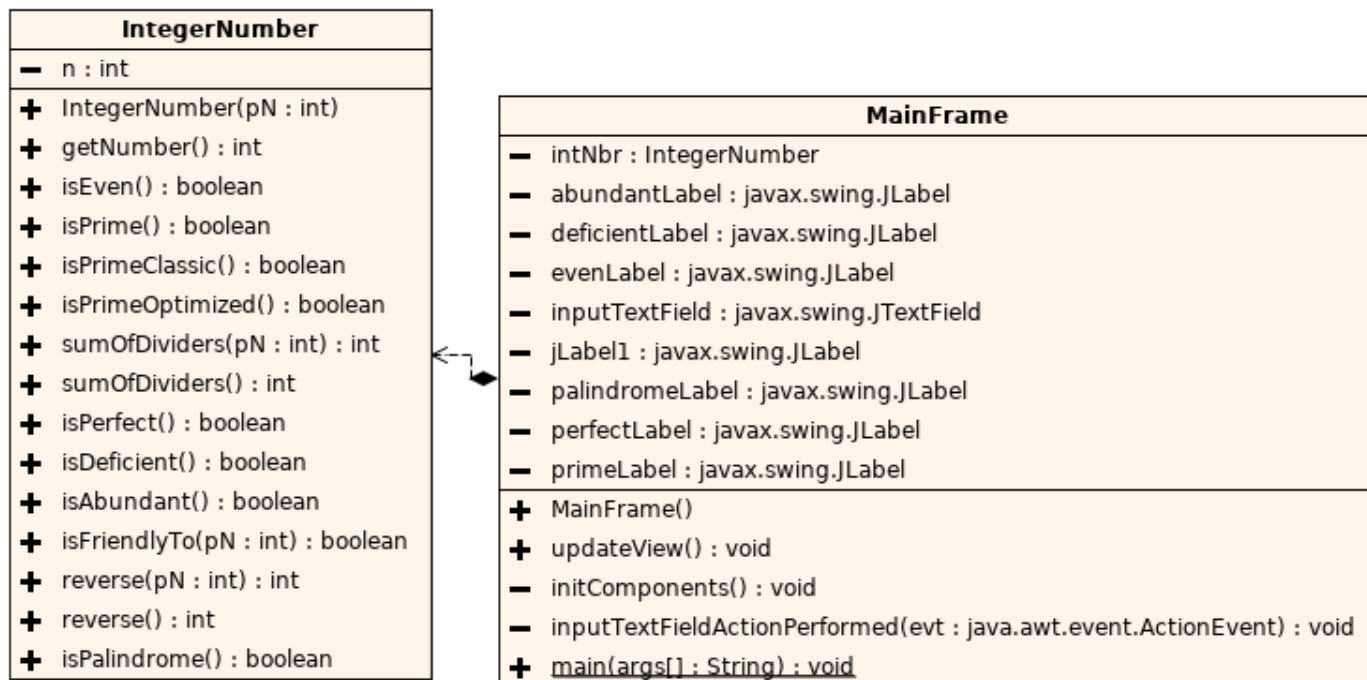 IntegerNumber
n : int
IntegerNumber(pN : int)
getNumber() : int
isEven() : boolean
isPrime() : boolean
isPrimeClassic() : boolean
isPrimeOptimized() : boolean
sumOfDividers(pN : int) : int
sumOfDividers() : int
isPerfect() : boolean
isDeficient() : boolean
isAbundant() : boolean
isFriendlyTo(pN : int) : boolean
reverse(pN : int) : int
reverse() : int
isPalindrome() : boolean
MainFrame
intNbr : IntegerNumber
abundantLabel : javax.swing.JLabel
deficientLabel : javax.swing.JLabel
evenLabel : javax.swing.JLabel
inputTextField : javax.swing.JTextField
jLabel1 : javax.swing.JLabel
palindromeLabel : javax.swing.JLabel
perfectLabel : javax.swing.JLabel
primeLabel : javax.swing.JLabel
MainFrame()
updateView() : void
initComponents() : void
inputTextFieldActionPerformed(evt : java.awt.event.ActionEvent) : void
main(args[] : String) : void